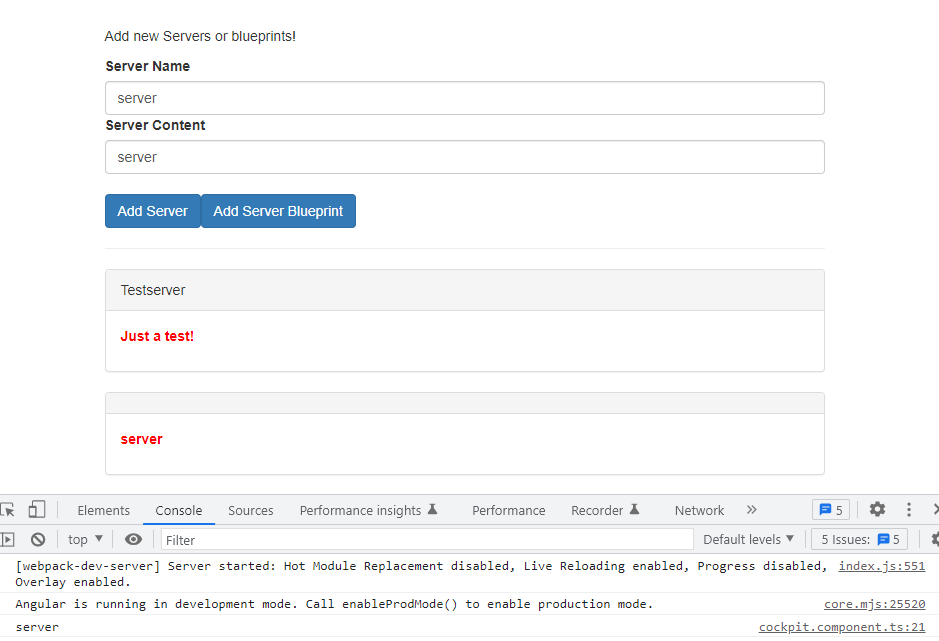 Add new Servers or blueprints!
Server Name
server
Server Content
server
Add Server Add Server Blueprint
Testserver
Just a test!
server
Elements Console Sources Performance insights Performance Recorder Network » 5
top ▼ Filter Default levels ▼ 5 Issues: 5
[webpack-dev-server] Server started: Hot Module Replacement disabled, Live Reloading enabled, Progress disabled, index.js:551
Overlay enabled.
Angular is running in development mode. Call enableProdMode() to enable production mode. core.mjs:25520
server cockpit.component.ts:21